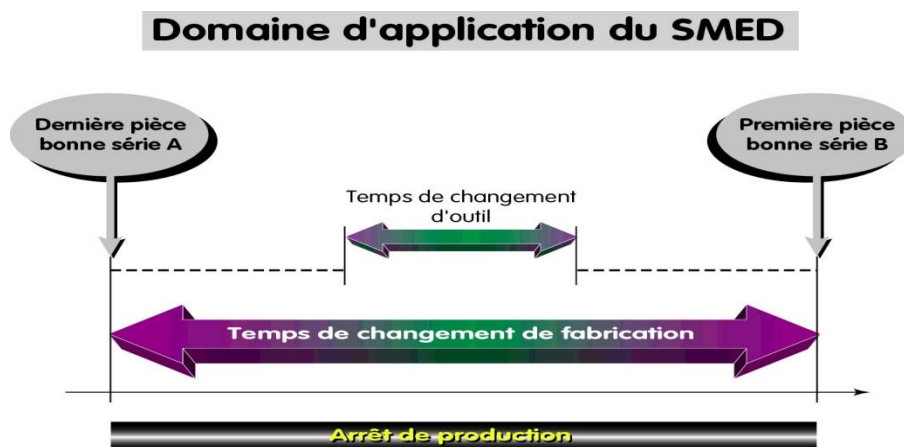 Domaine d'application du SMED
Dernière pièce
bonne série A
Première pièce
bonne série B
Temps de changement
d'outil
Temps de changement de fabrication
Arrêt de production